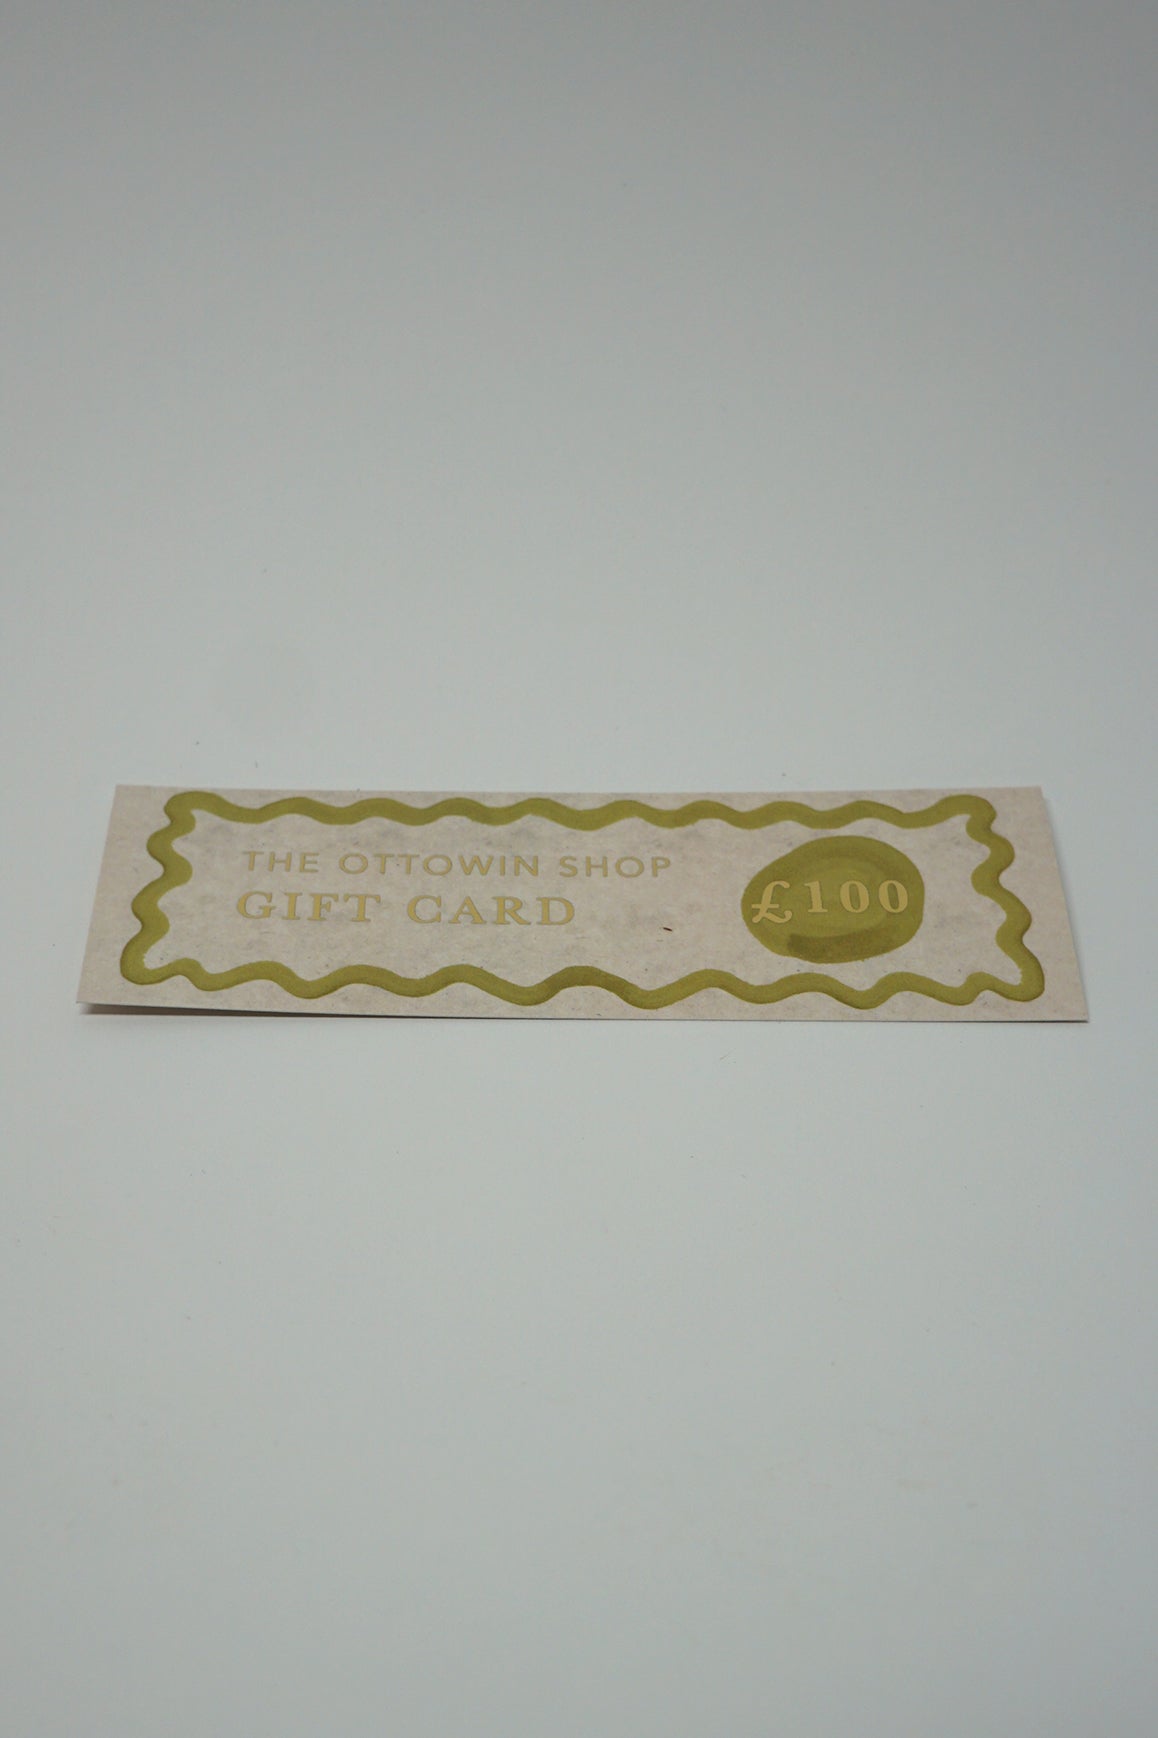 THE OTTOWIN SHOP
GIFT CARD
£100